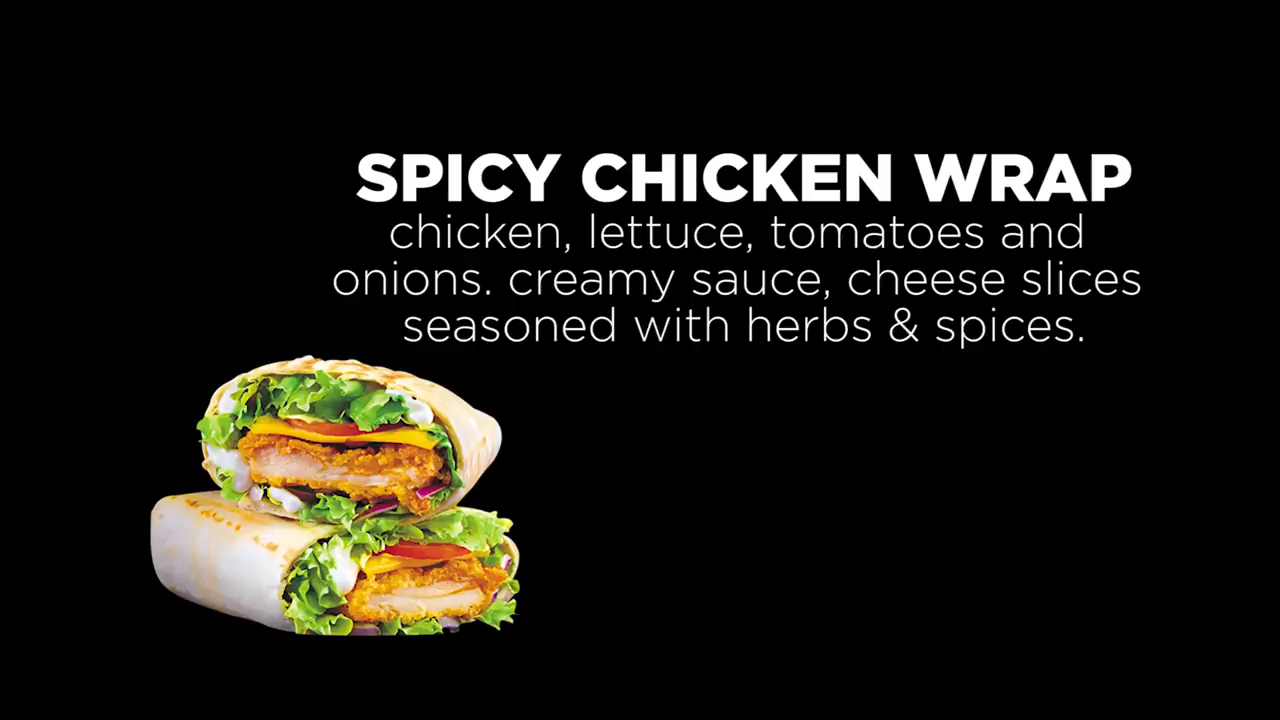 SPICY CHICKEN WRAP
chicken, lettuce, tomatoes and
onions. creamy sauce, cheese slices
seasoned with herbs & spices.